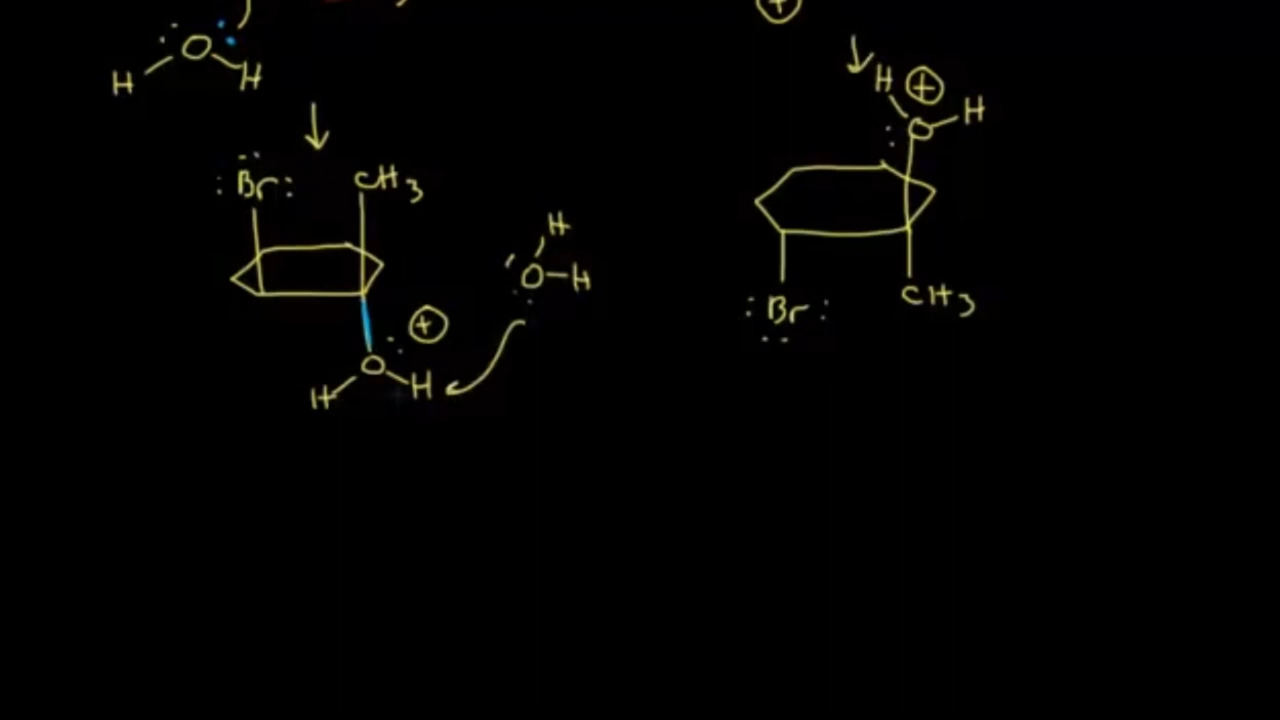 ⊕
O
H H
H ⊕
O H
:Br: CH3
H
O-H
⊕
O
H H
CH3
:Br: